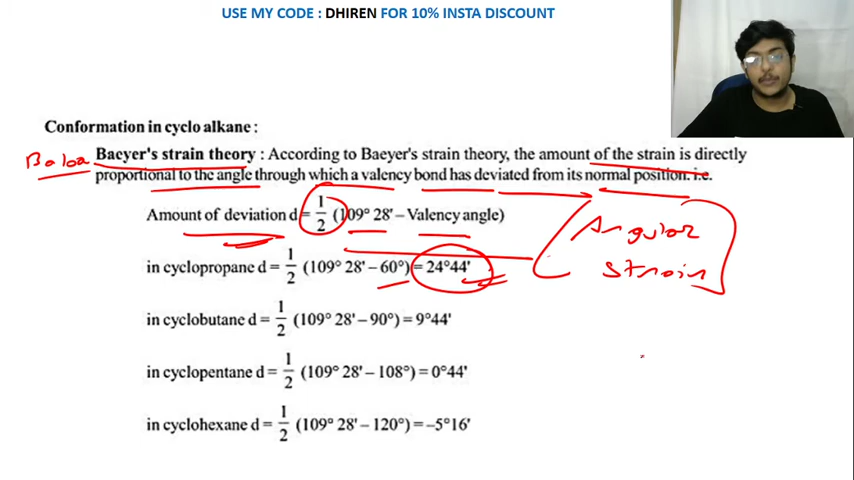 USE MY CODE : DHIREN FOR 10% INSTA DISCOUNT
Conformation in cyclo alkane :
Baeyer's strain theory : According to Baeyer's strain theory, the amount of the strain is directly
proportional to the angle through which a valency bond has deviated from its normal position. i.e.
Amount of deviation d = 1/2 (109° 28' – Valency angle)
Angular
strain
in cyclopropane d = 1/2 (109° 28' – 60°) = 24°44'
in cyclobutane d = 1/2 (109° 28' – 90°) = 9°44'
in cyclopentane d = 1/2 (109° 28' – 108°) = 0°44'
in cyclohexane d = 1/2 (109° 28' – 120°) = –5°16'